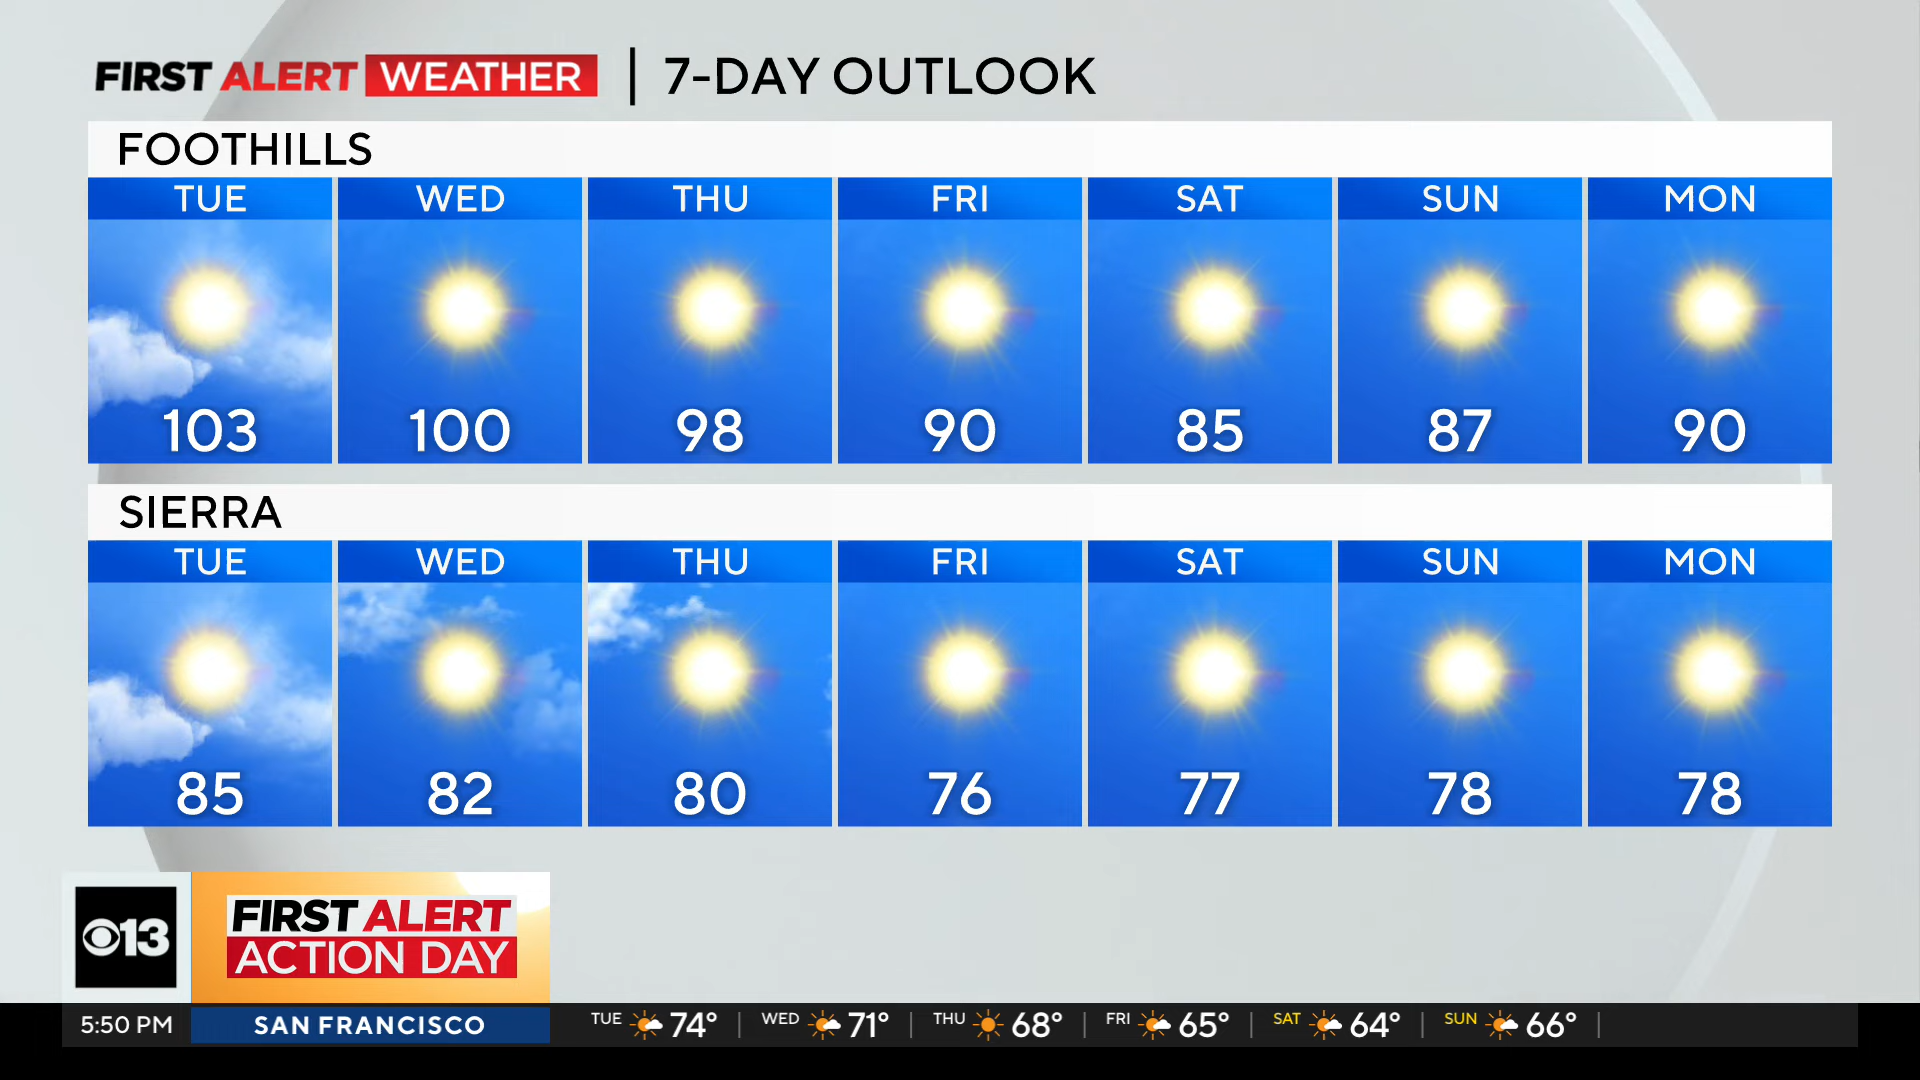 FIRST ALERT WEATHER | 7-DAY OUTLOOK
FOOTHILLS
TUE WED THU FRI SAT SUN MON
103 100 98 90 85 87 90
SIERRA
TUE WED THU FRI SAT SUN MON
85 82 80 76 77 78 78
13
FIRST ALERT
ACTION DAY
5:50 PM SAN FRANCISCO TUE 74° | WED 71° | THU 68° | FRI 65° | SAT 64° | SUN 66° |